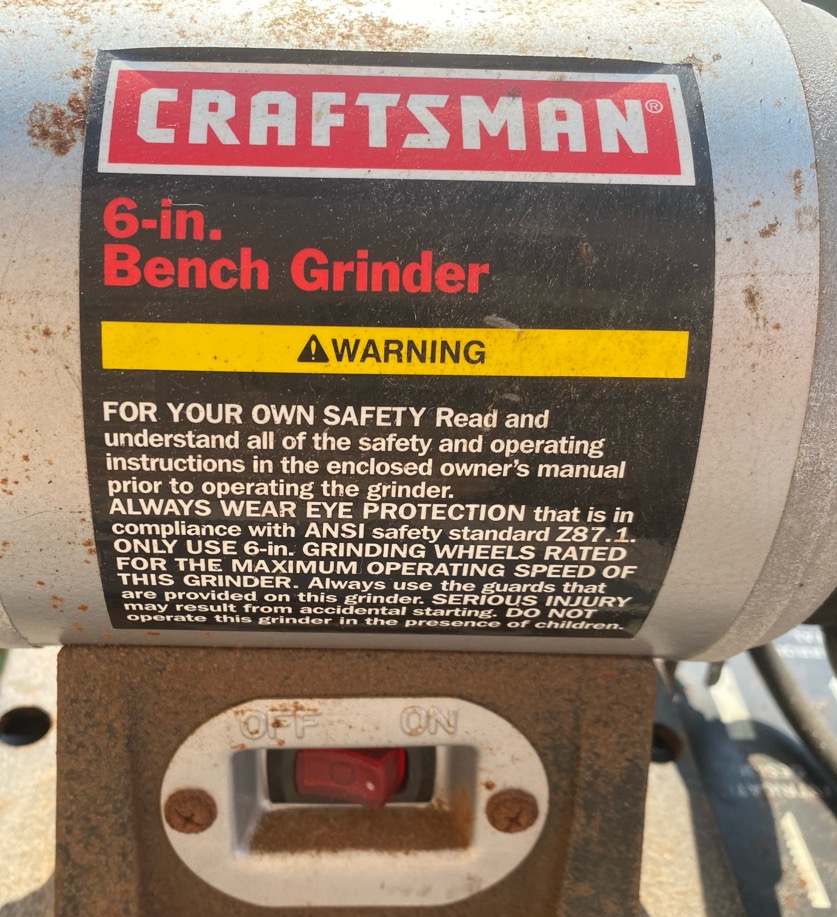 CRAFTSMAN®
6-in.
Bench Grinder
⚠WARNING
FOR YOUR OWN SAFETY Read and
understand all of the safety and operating
instructions in the enclosed owner's manual
prior to operating the grinder.
ALWAYS WEAR EYE PROTECTION that is in
compliance with ANSI safety standard Z87.1.
ONLY USE 6-in. GRINDING WHEELS RATED
FOR THE MAXIMUM OPERATING SPEED OF
THIS GRINDER. Always use the guards that
are provided on this grinder. SERIOUS INJURY
may result from accidental starting. DO NOT
operate this grinder in the presence of children.
OFF ON